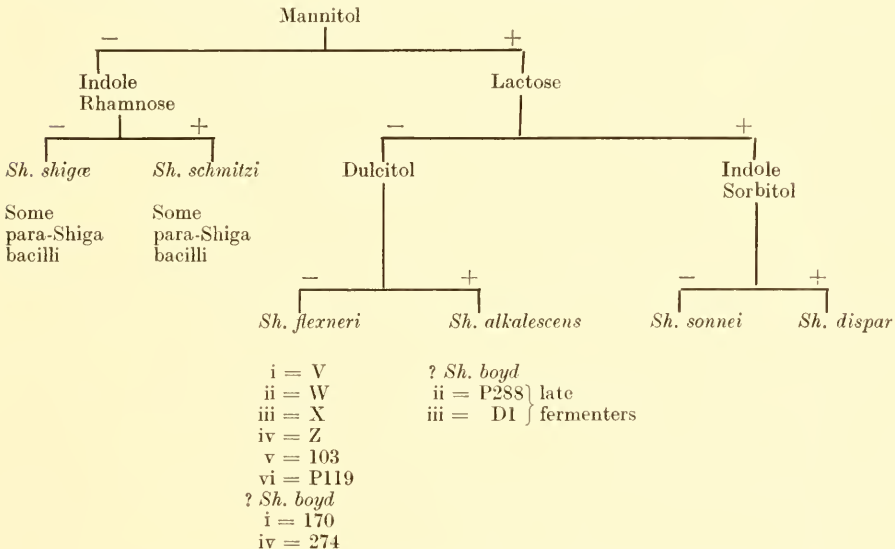 Mannitol
− +
Indole
Rhamnose
Lactose
− +
− +
Sh. shigæ Sh. schmitzi
Dulcitol
Indole
Sorbitol
Some
para-Shiga
bacilli
Some
para-Shiga
bacilli
− +
− +
Sh. flexneri Sh. alkalescens Sh. sonnei Sh. dispar
i = V
ii = W
iii = X
iv = Z
v = 103
vi = P119
? Sh. boyd
i = 170
iv = 274
? Sh. boyd
ii = P288 } late
iii = D1 } fermenters